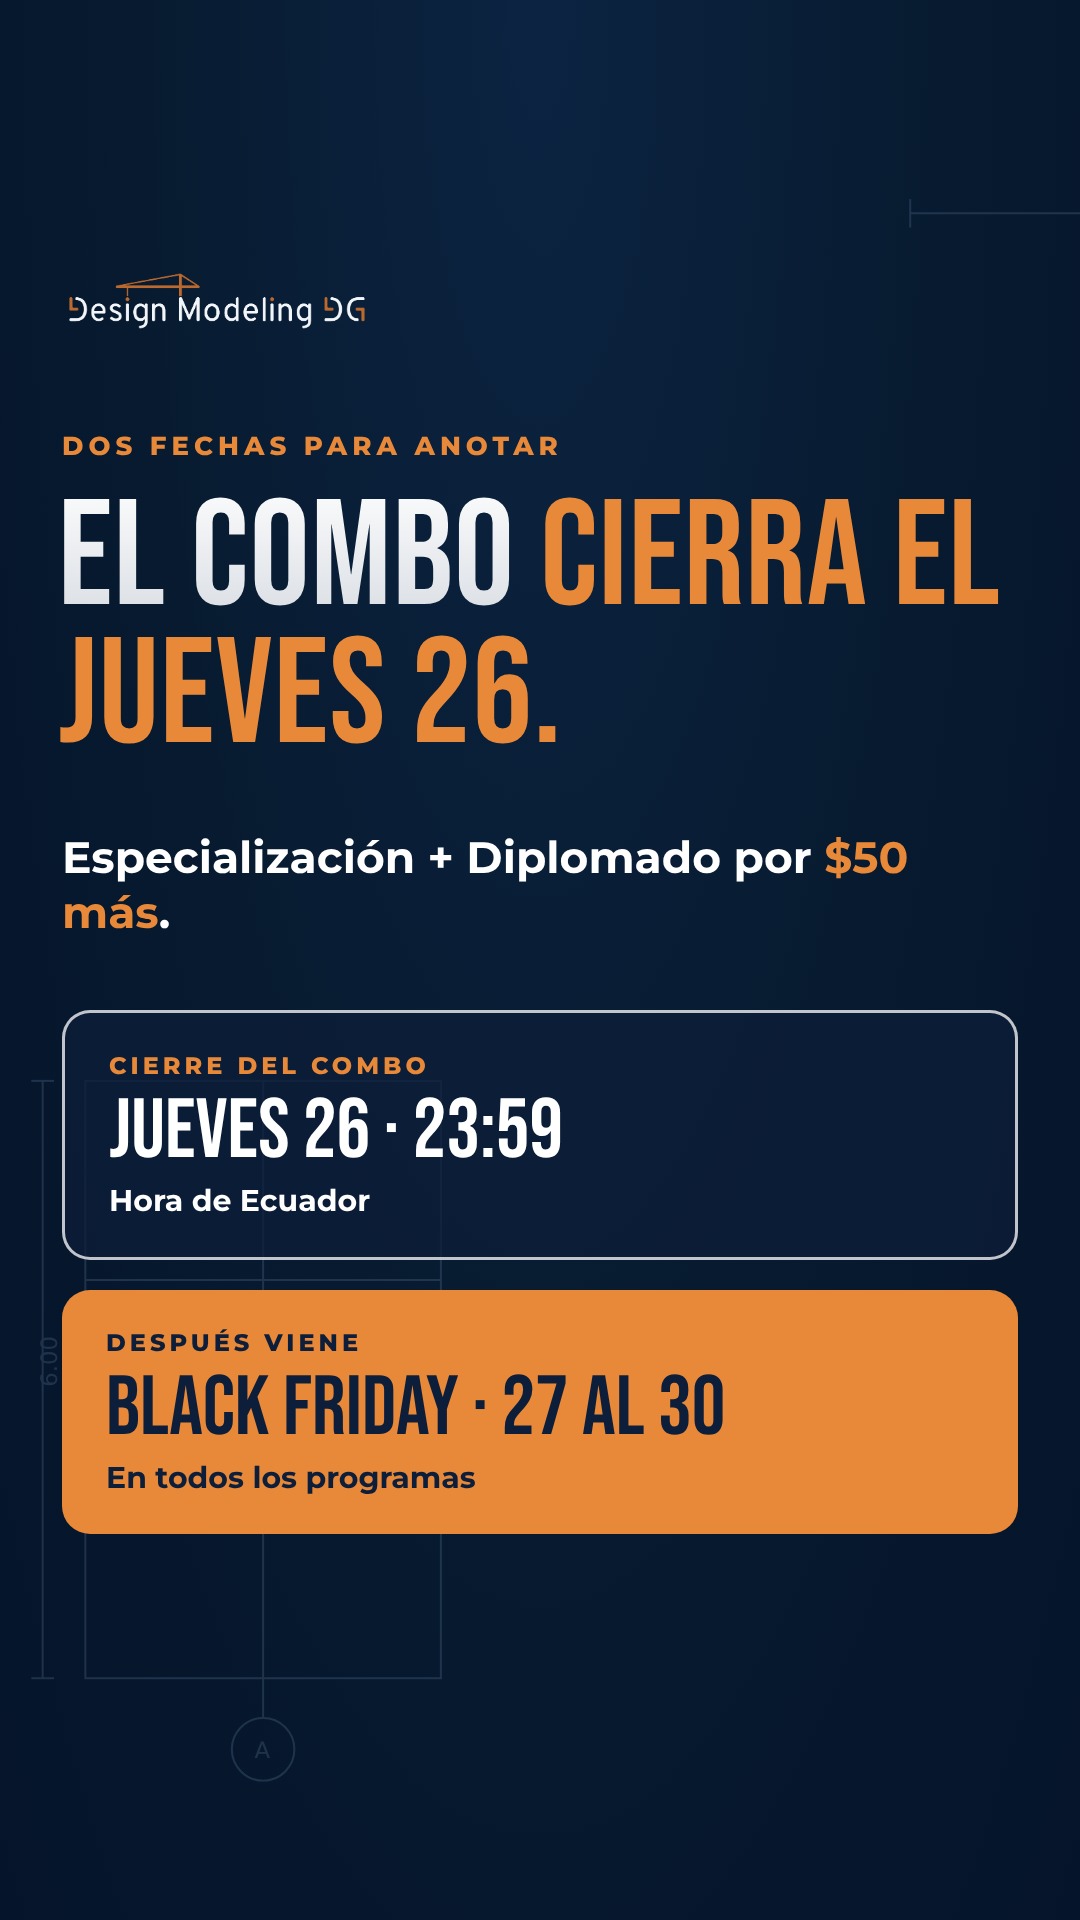 Design Modeling DG
DOS FECHAS PARA ANOTAR
EL COMBO CIERRA EL
JUEVES 26.
Especialización + Diplomado por $50
más.
CIERRE DEL COMBO
JUEVES 26 · 23:59
Hora de Ecuador
6.00
DESPUÉS VIENE
BLACK FRIDAY · 27 AL 30
En todos los programas
A